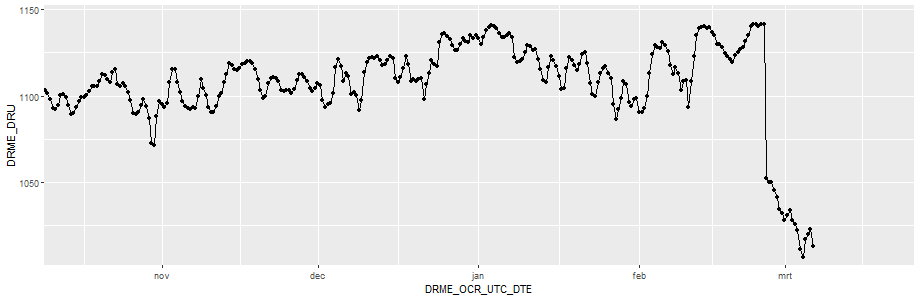 1150
1100
1050
DRME_DRU
nov
dec
jan
feb
mrt
DRME_OCR_UTC_DTE